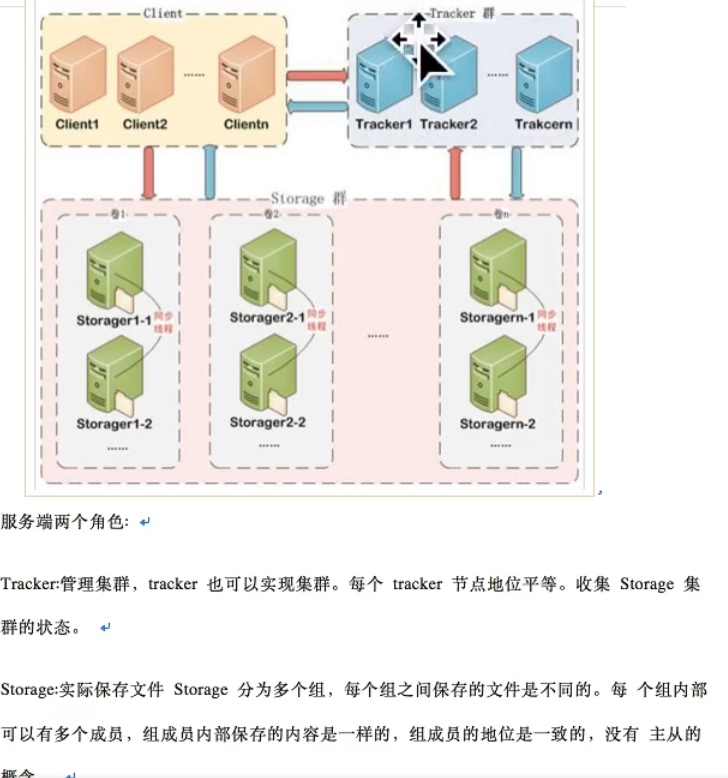 Client
Tracker 群
Client1 Client2 ...... Clientn
Tracker1 Tracker2 ...... Trakcern
Storage 群
卷1 卷2 卷n
Storager1-1 同步线程
Storager2-1 同步线程
Storagern-1 同步线程
......
Storager1-2 Storager2-2 Storagern-2
...... ...... ......
服务端两个角色:
Tracker:管理集群，tracker 也可以实现集群。每个 tracker 节点地位平等。收集 Storage 集
群的状态。
Storage:实际保存文件 Storage 分为多个组，每个组之间保存的文件是不同的。每 个组内部
可以有多个成员，组成员内部保存的内容是一样的，组成员的地位是一致的，没有 主从的
概念。